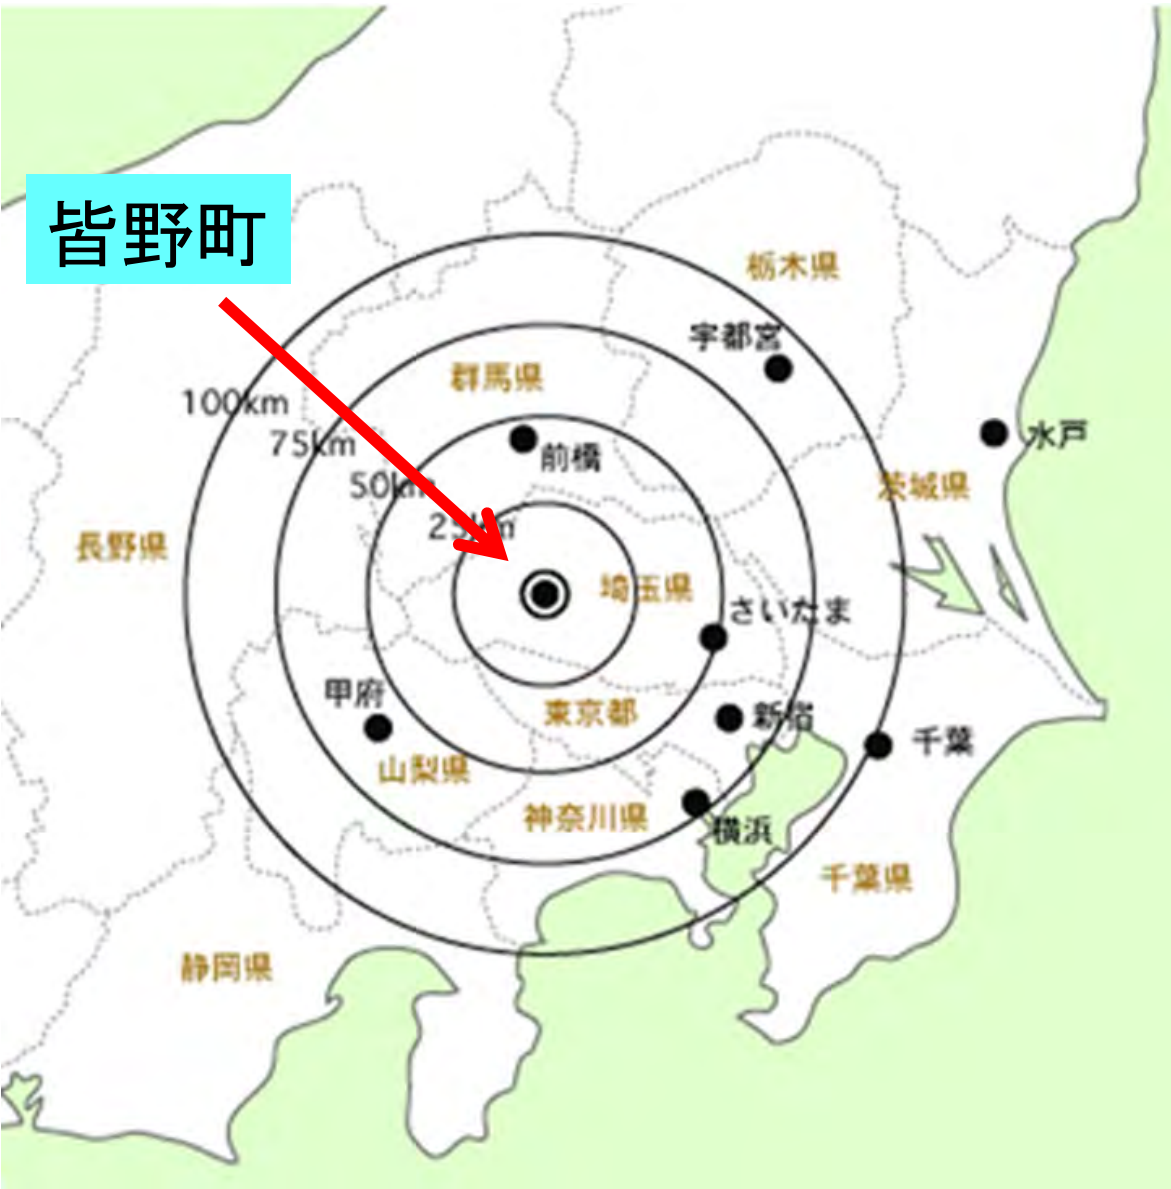 皆野町
栃木県
宇都宮
群馬県
100km
75km
前橋
水戸
50km
茨城県
25km
長野県
埼玉県
さいたま
甲府
東京都
新宿
千葉
山梨県
神奈川県
横浜
千葉県
静岡県